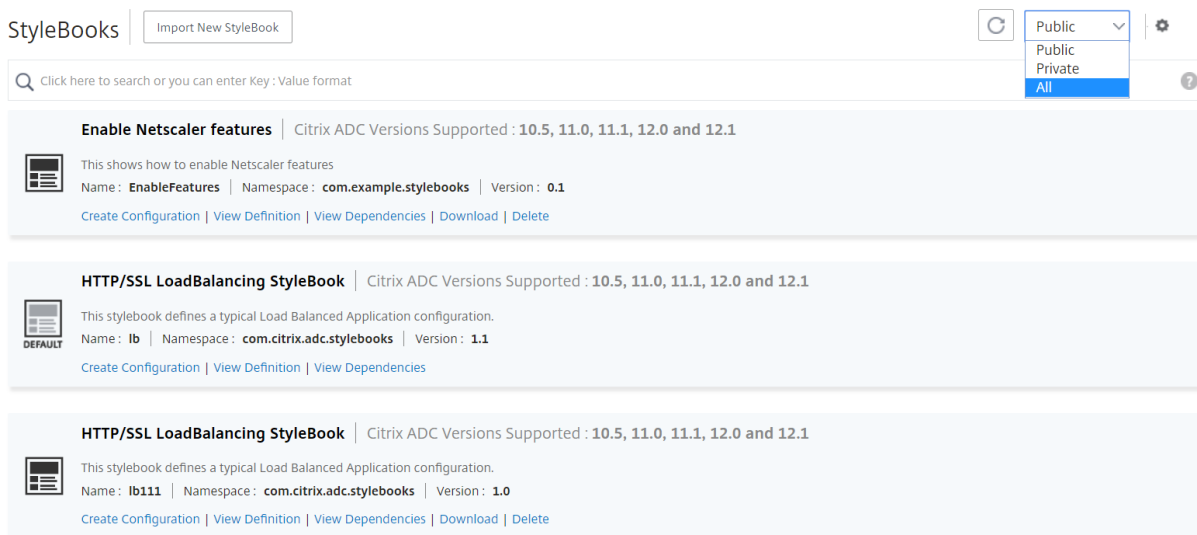 StyleBooks
Import New StyleBook
Public
Public
Private
All
Click here to search or you can enter Key : Value format
?
Enable Netscaler features | Citrix ADC Versions Supported : 10.5, 11.0, 11.1, 12.0 and 12.1
This shows how to enable Netscaler features
Name : EnableFeatures | Namespace : com.example.stylebooks | Version : 0.1
Create Configuration | View Definition | View Dependencies | Download | Delete
HTTP/SSL LoadBalancing StyleBook | Citrix ADC Versions Supported : 10.5, 11.0, 11.1, 12.0 and 12.1
This stylebook defines a typical Load Balanced Application configuration.
DEFAULT
Name : lb | Namespace : com.citrix.adc.stylebooks | Version : 1.1
Create Configuration | View Definition | View Dependencies
HTTP/SSL LoadBalancing StyleBook | Citrix ADC Versions Supported : 10.5, 11.0, 11.1, 12.0 and 12.1
This stylebook defines a typical Load Balanced Application configuration.
Name : lb111 | Namespace : com.citrix.adc.stylebooks | Version : 1.0
Create Configuration | View Definition | View Dependencies | Download | Delete